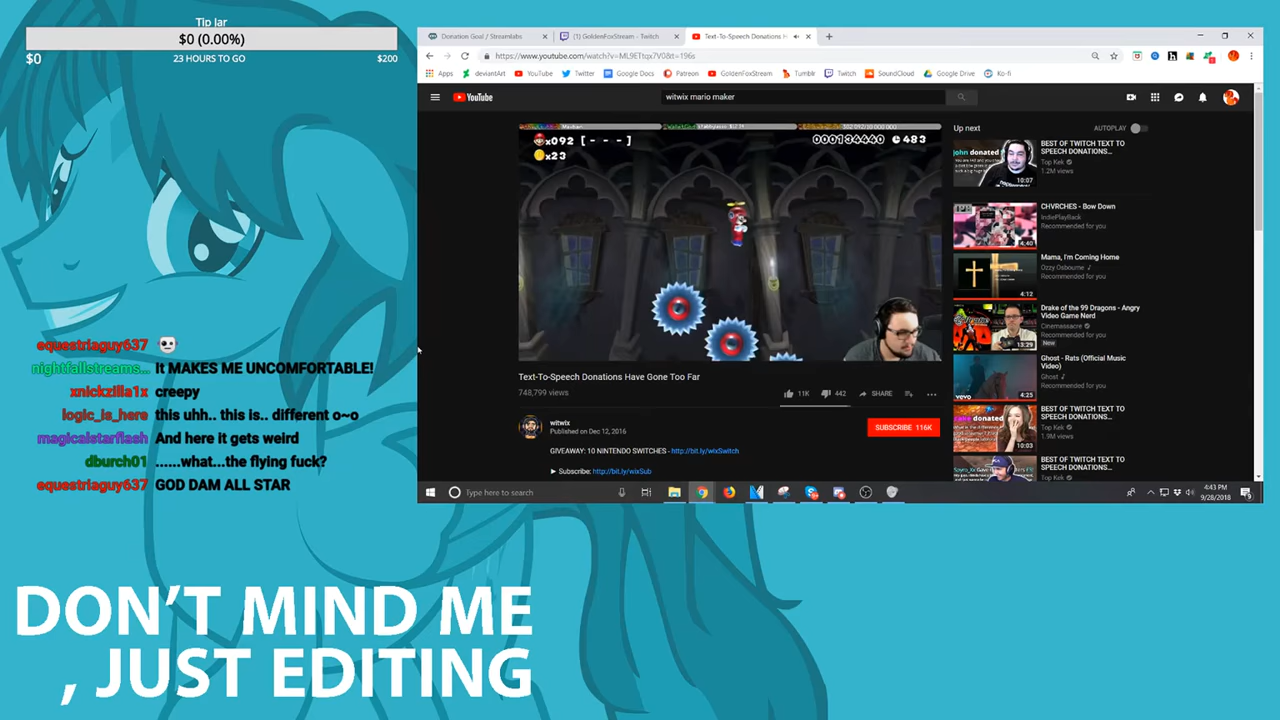 Tip Jar
$0 (0.00%)
$0
23 HOURS TO GO
$200
equestriaguy637
nightfallstreams... It MAKES ME UNCOMFORTABLE!
xnickzilla1x creepy
logic_is_here this uhh.. this is.. different o~o
magicalstarflash And here it gets weird
dburch01 ......what...the flying fuck?
equestriaguy637 GOD DAM ALL STAR
DON'T MIND ME
, JUST EDITING
Donation Goal / Streamlabs
(1) GoldenFoxStream - Twitch
Text-To-Speech Donations H
https://www.youtube.com/watch?v=ML9ETtqx7V0&t=196s
Apps deviantArt YouTube Twitter Google Docs Patreon GoldenFoxStream Tumblr Twitch SoundCloud Google Drive Ko-fi
YouTube
witwix mario maker
x092 [ - - - ]
000134440 483
x23
Text-To-Speech Donations Have Gone Too Far
748,799 views
11K 442 SHARE
witwix
Published on Dec 12, 2016
SUBSCRIBE 116K
GIVEAWAY: 10 NINTENDO SWITCHES - http://bit.ly/wixSwitch
► Subscribe: http://bit.ly/wixSub
Up next
AUTOPLAY
john donated
10:07
BEST OF TWITCH TEXT TO SPEECH DONATIONS...
Top Kek
1.2M views
4:40
CHVRCHES - Bow Down
IndiePlayBack
Recommended for you
4:12
Mama, I'm Coming Home
Ozzy Osbourne
Recommended for you
13:29
Drake of the 99 Dragons - Angry Video Game Nerd
Cinemassacre
Recommended for you
New
4:25
vevo
Ghost - Rats (Official Music Video)
Ghost
Recommended for you
10:03
BEST OF TWITCH TEXT TO SPEECH DONATIONS...
Top Kek
1.9M views
BEST OF TWITCH TEXT TO SPEECH DONATIONS...
Top Kek
Type here to search
4:43 PM
9/28/2018